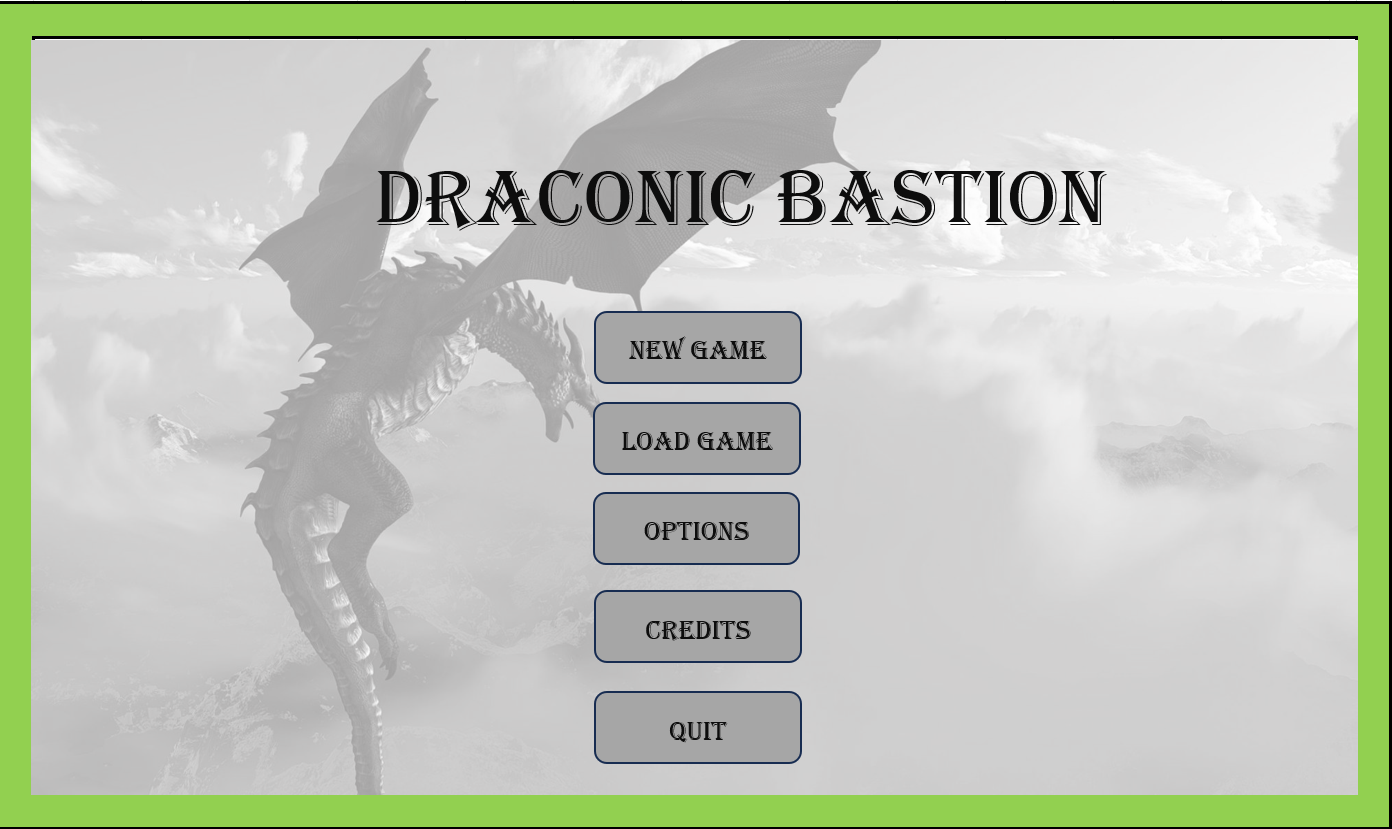 DRACONIC BASTION
NEW GAME
LOAD GAME
OPTIONS
CREDITS
QUIT